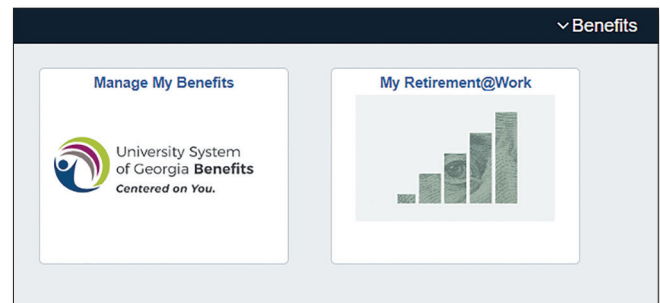 Benefits
Manage My Benefits
My Retirement@Work
University System
of Georgia Benefits
Centered on You.